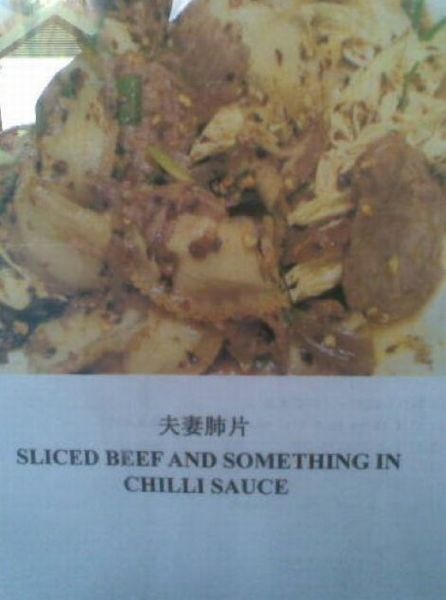 夫妻肺片
SLICED BEEF AND SOMETHING IN
CHILLI SAUCE